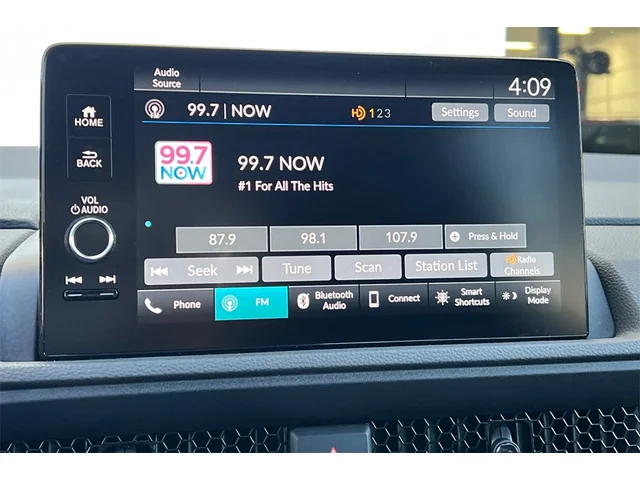 Audio
Source
4:09
HOME
BACK
VOL
AUDIO
99.7 | NOW
HD 1 2 3
Settings
Sound
99.7
NOW
99.7 NOW
#1 For All The Hits
87.9
98.1
107.9
+ Press & Hold
Seek
Tune
Scan
Station List
HD Radio
Channels
Phone
FM
Bluetooth
Audio
Connect
Smart
Shortcuts
Display
Mode